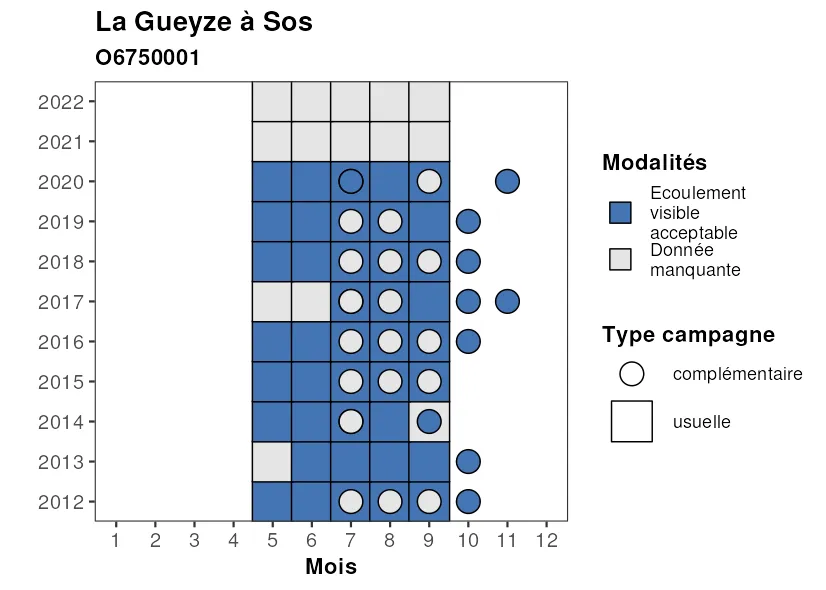 La Gueyze à Sos
O6750001
2022
2021
2020
2019
2018
2017
2016
2015
2014
2013
2012
1 2 3 4 5 6 7 8 9 10 11 12
Mois
Modalités
Ecoulement
visible
acceptable
Donnée
manquante
Type campagne
complémentaire
usuelle